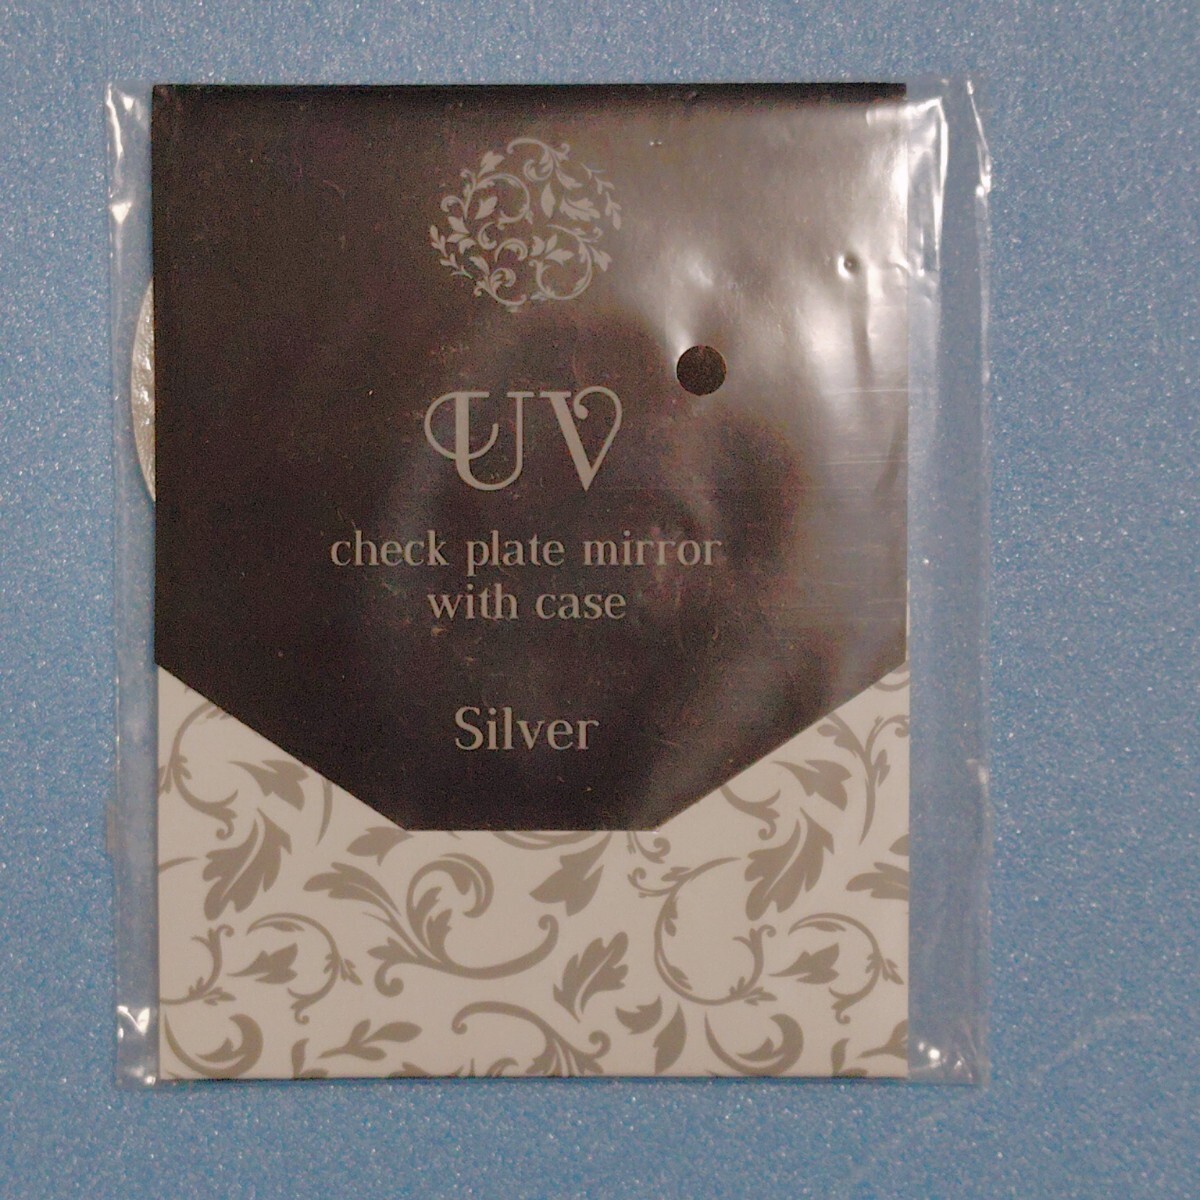 UV
check plate mirror
with case
Silver